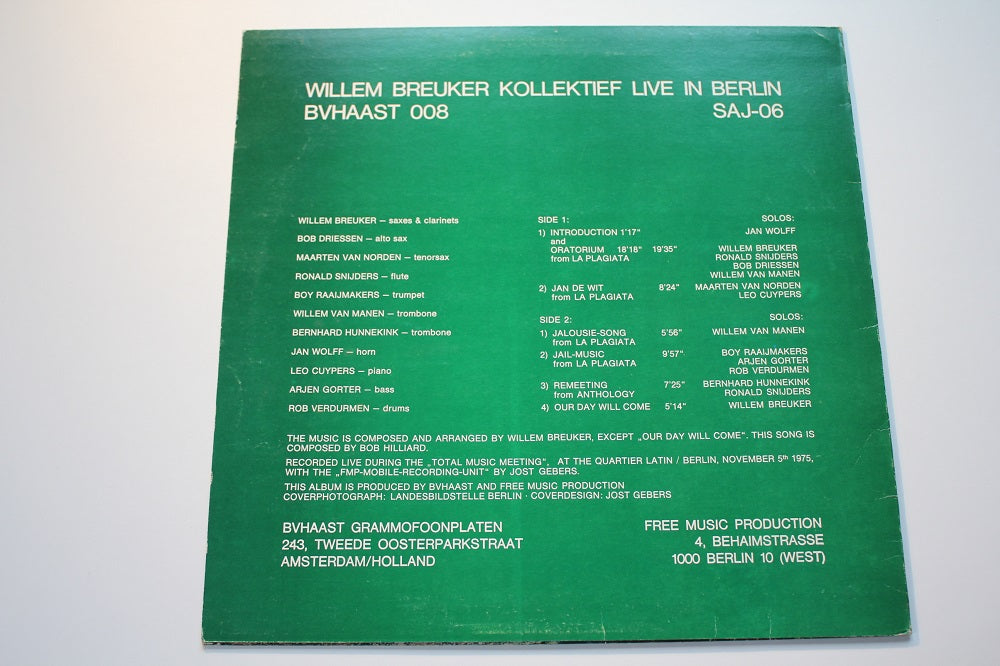 WILLEM BREUKER KOLLEKTIEF LIVE IN BERLIN
BVHAAST 008 SAJ-06
WILLEM BREUKER – saxes & clarinets
BOB DRIESSEN – alto sax
MAARTEN VAN NORDEN – tenorsax
RONALD SNIJDERS – flute
BOY RAAIJMAKERS – trumpet
WILLEM VAN MANEN – trombone
BERNHARD HUNNEKINK – trombone
JAN WOLFF – horn
LEO CUYPERS – piano
ARJEN GORTER – bass
ROB VERDURMEN – drums
SIDE 1: SOLOS:
1) INTRODUCTION 1'17" JAN WOLFF
and
ORATORIUM 18'18" 19'35" WILLEM BREUKER
from LA PLAGIATA RONALD SNIJDERS
BOB DRIESSEN
WILLEM VAN MANEN
2) JAN DE WIT 8'24" MAARTEN VAN NORDEN
from LA PLAGIATA LEO CUYPERS
SIDE 2: SOLOS:
1) JALOUSIE-SONG 5'56" WILLEM VAN MANEN
from LA PLAGIATA
2) JAIL-MUSIC 9'57" BOY RAAIJMAKERS
from LA PLAGIATA ARJEN GORTER
ROB VERDURMEN
3) REMEETING 7'25" BERNHARD HUNNEKINK
from ANTHOLOGY RONALD SNIJDERS
4) OUR DAY WILL COME 5'14" WILLEM BREUKER
THE MUSIC IS COMPOSED AND ARRANGED BY WILLEM BREUKER, EXCEPT „OUR DAY WILL COME". THIS SONG IS
COMPOSED BY BOB HILLIARD.
RECORDED LIVE DURING THE „TOTAL MUSIC MEETING", AT THE QUARTIER LATIN / BERLIN, NOVEMBER 5th 1975,
WITH THE „FMP-MOBILE-RECORDING-UNIT" BY JOST GEBERS.
THIS ALBUM IS PRODUCED BY BVHAAST AND FREE MUSIC PRODUCTION
COVERPHOTOGRAPH: LANDESBILDSTELLE BERLIN · COVERDESIGN: JOST GEBERS
BVHAAST GRAMMOFOONPLATEN
243, TWEEDE OOSTERPARKSTRAAT
AMSTERDAM/HOLLAND
FREE MUSIC PRODUCTION
4, BEHAIMSTRASSE
1000 BERLIN 10 (WEST)